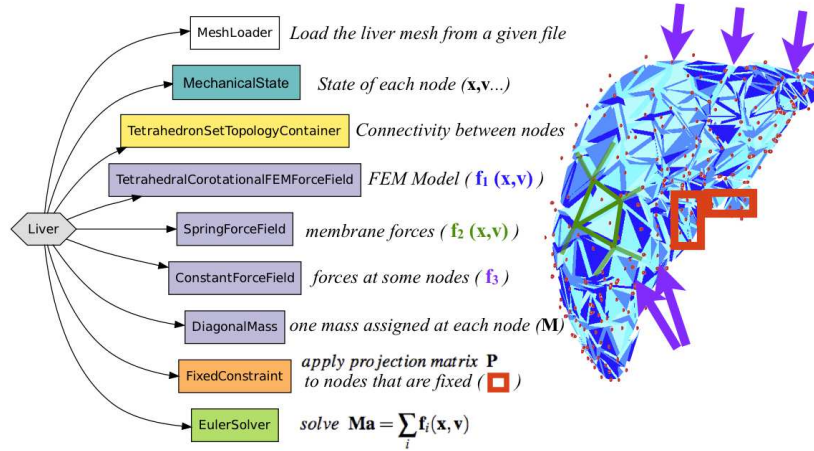 MeshLoader Load the liver mesh from a given file
MechanicalState State of each node (x,v...)
TetrahedronSetTopologyContainer Connectivity between nodes
TetrahedralCorotationalFEMForceField FEM Model ( f₁ (x,v) )
Liver
SpringForceField membrane forces ( f₂ (x,v) )
ConstantForceField forces at some nodes ( f₃ )
DiagonalMass one mass assigned at each node (M)
FixedConstraint apply projection matrix P
to nodes that are fixed ( )
EulerSolver solve Ma = ∑ᵢ fᵢ(x,v)